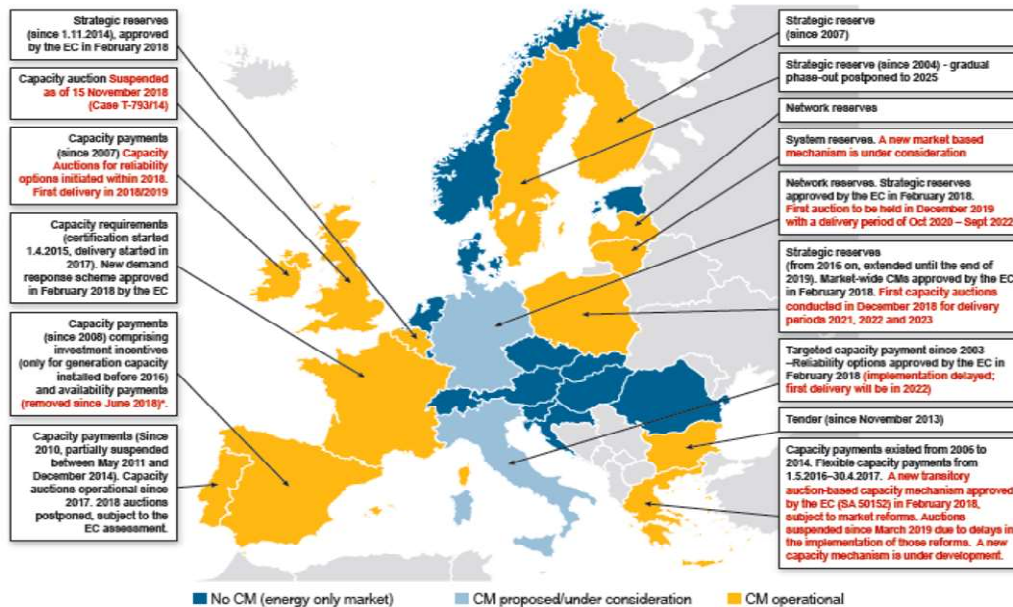 Strategic reserves
(since 1.11.2014), approved
by the EC in February 2018
Capacity auction Suspended
as of 15 November 2018
(Case T-793/14)
Capacity payments
(since 2007) Capacity
Auctions for reliability
options initiated within 2018.
First delivery in 2018/2019
Capacity requirements
(certification started
1.4.2015, delivery started in
2017). New demand
response scheme approved
in February 2018 by the EC
Capacity payments
(since 2008) comprising
investment incentives
(only for generation capacity
installed before 2016)
and availability payments
(removed since June 2018)*.
Capacity payments (Since
2010, partially suspended
between May 2011 and
December 2014). Capacity
auctions operational since
2017. 2018 auctions
postponed, subject to the
EC assessment.
Strategic reserve
(since 2007)
Strategic reserve (since 2004) - gradual
phase-out postponed to 2025
Network reserves
System reserves. A new market based
mechanism is under consideration
Network reserves. Strategic reserves
approved by the EC in February 2018.
First auction to be held in December 2019
with a delivery period of Oct 2020 – Sept 2022
Strategic reserves
(from 2016 on, extended until the end of
2019). Market-wide CMs approved by the EC
in February 2018. First capacity auctions
conducted in December 2018 for delivery
periods 2021, 2022 and 2023
Targeted capacity payment since 2003
–Reliability options approved by the EC in
February 2018 (implementation delayed;
first delivery will be in 2022)
Tender (since November 2013)
Capacity payments existed from 2006 to
2014. Flexible capacity payments from
1.5.2016–30.4.2017. A new transitory
auction-based capacity mechanism approved
by the EC (SA 50152) in February 2018,
subject to market reforms. Auctions
suspended since March 2019 due to delays in
the implementation of those reforms. A new
capacity mechanism is under development.
No CM (energy only market)
CM proposed/under consideration
CM operational